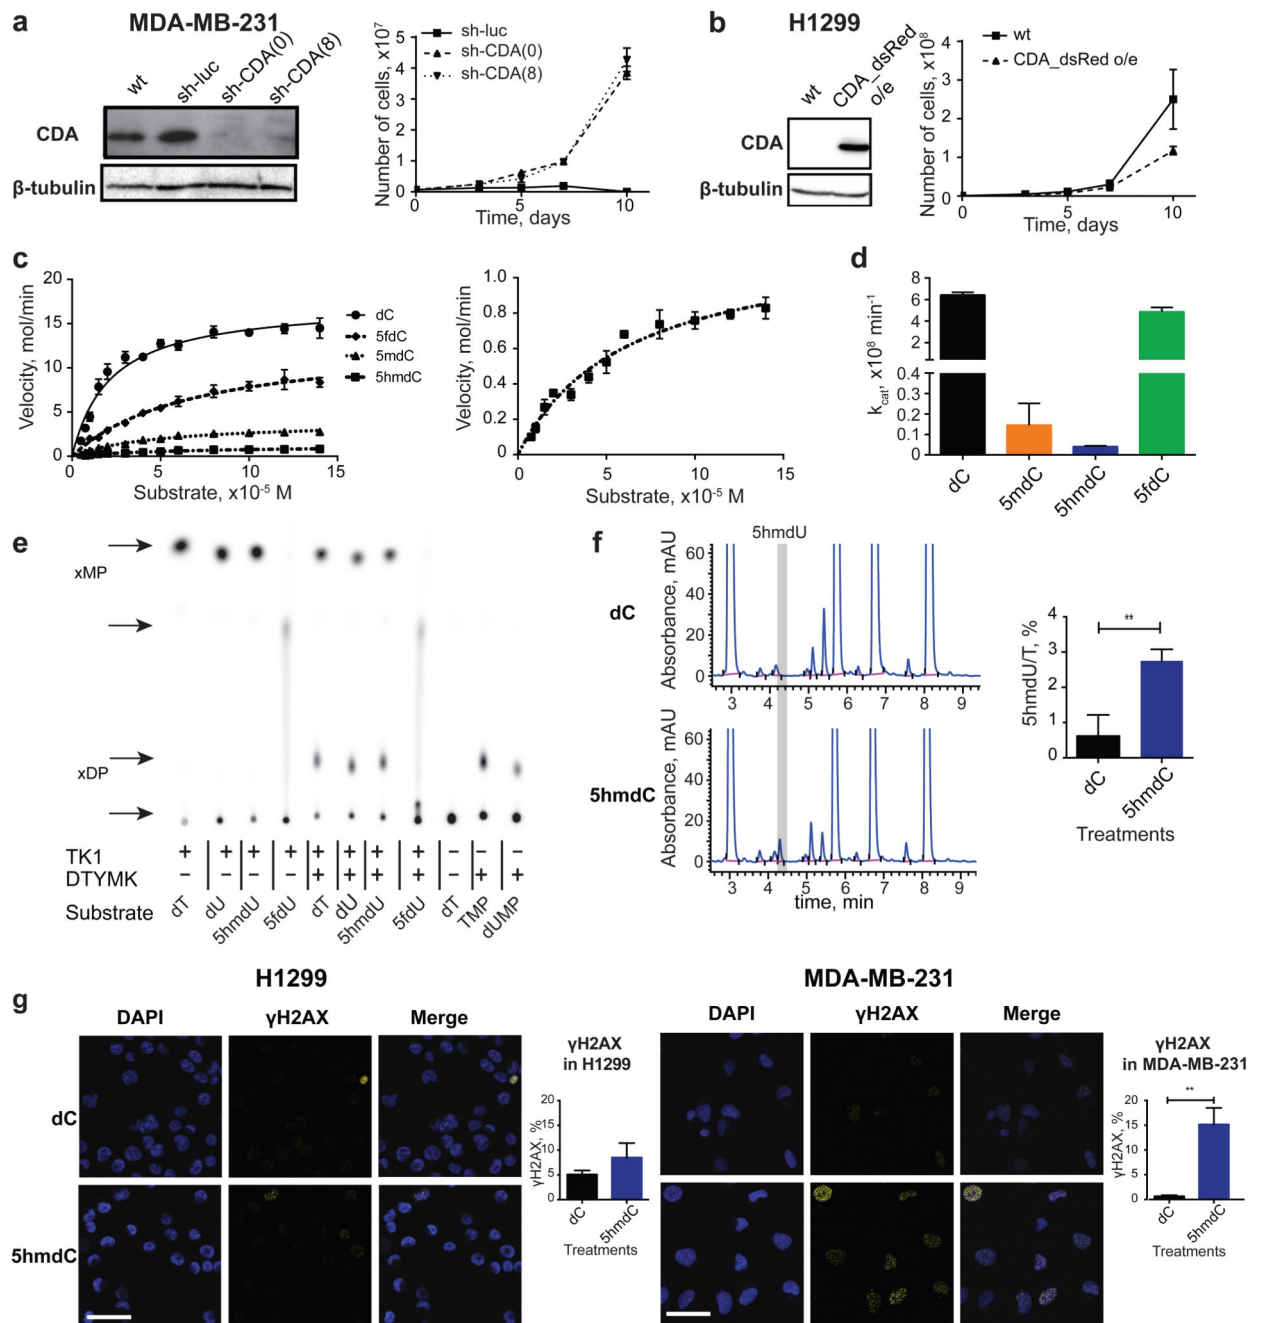 a
MDA-MB-231
wt
sh-luc
sh-CDA(0)
sh-CDA(8)
CDA
β-tubulin
Number of cells, x10⁷
5
4
3
2
1
0
0
5
10
Time, days
sh-luc
sh-CDA(0)
sh-CDA(8)
b
H1299
wt
CDA_dsRed
o/e
CDA
β-tubulin
Number of cells, x10⁸
4
3
2
1
0
0
5
10
Time, days
wt
CDA_dsRed o/e
c
Velocity, mol/min
20
15
10
5
0
0
5
10
15
Substrate, x10⁻⁵ M
dC
5fdC
5mdC
5hmdC
Velocity, mol/min
1.0
0.8
0.6
0.4
0.2
0
0
5
10
15
Substrate, x10⁻⁵ M
d
kcat, x10⁸ min⁻¹
8
6
4
2
0.4
0.3
0.2
0.1
0
dC
5mdC
5hmdC
5fdC
e
xMP
xDP
TK1
+ + + + + + + + − − −
DTYMK
− − − − + + + + − + +
Substrate
dT
dU
5hmdU
5fdU
dT
dU
5hmdU
5fdU
dT
TMP
dUMP
f
5hmdU
dC
Absorbance, mAU
60
40
20
0
3 4 5 6 7 8 9
5hmdC
Absorbance, mAU
60
40
20
0
3 4 5 6 7 8 9
time, min
5hmdU/T, %
4
3
2
1
0
**
dC
5hmdC
Treatments
g
H1299
DAPI
γH2AX
Merge
dC
5hmdC
γH2AX
in H1299
γH2AX, %
20
15
10
5
0
dC
5hmdC
Treatments
MDA-MB-231
DAPI
γH2AX
Merge
γH2AX
in MDA-MB-231
γH2AX, %
20
15
10
5
0
**
dC
5hmdC
Treatments